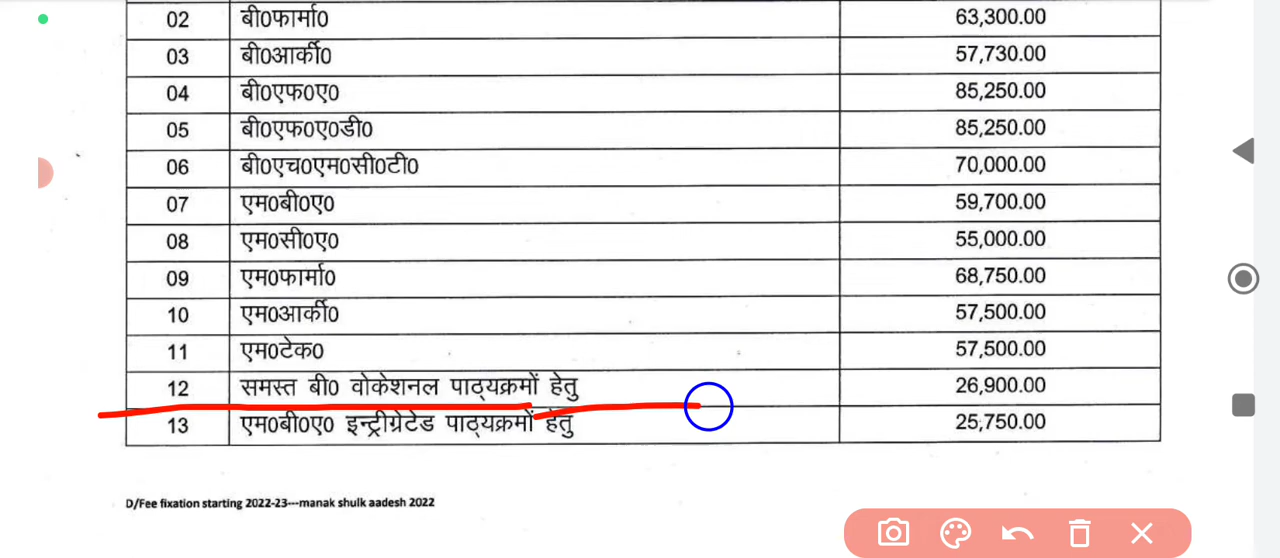 02 बी0फार्मा0 63,300.00
03 बी0आर्की0 57,730.00
04 बी0एफ0ए0 85,250.00
05 बी0एफ0ए0डी0 85,250.00
06 बी0एच0एम0सी0टी0 70,000.00
07 एम0बी0ए0 59,700.00
08 एम0सी0ए0 55,000.00
09 एम0फार्मा0 68,750.00
10 एम0आर्की0 57,500.00
11 एम0टेक0 57,500.00
12 समस्त बी0 वोकेशनल पाठ्यक्रमों हेतु 26,900.00
13 एम0बी0ए0 इन्ट्रीग्रेटेड पाठ्यक्रमों हेतु 25,750.00
D/Fee fixation starting 2022-23---manak shulk aadesh 2022